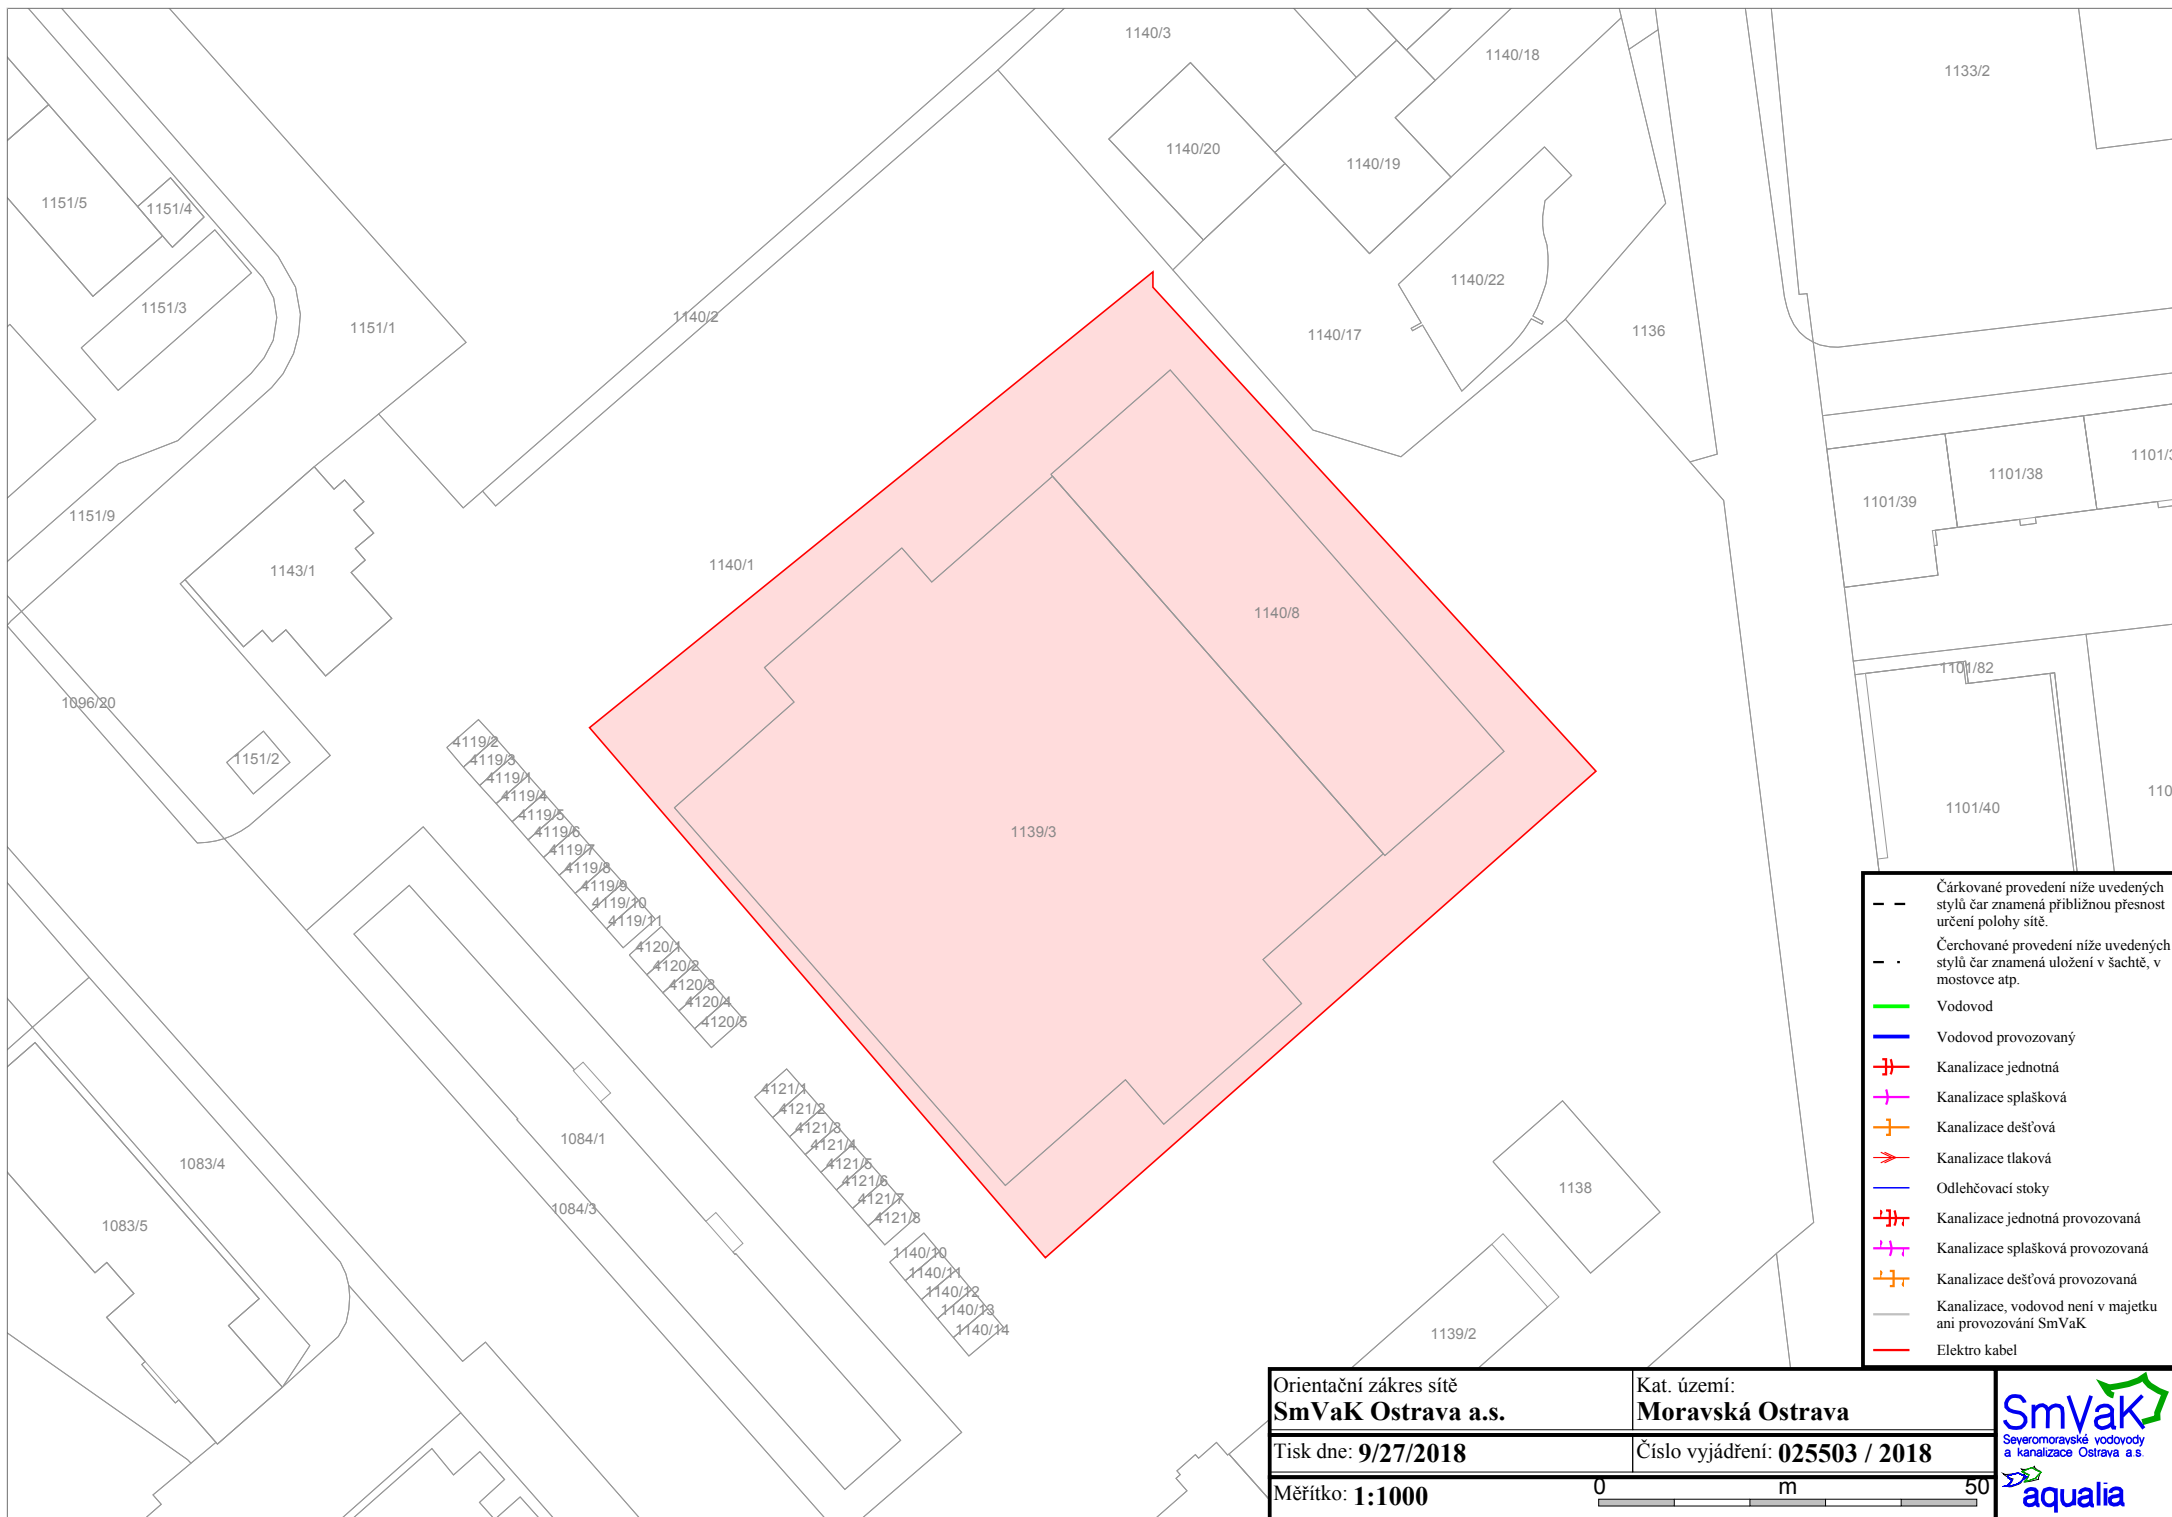 1140/3
1140/18
1133/2
1140/20
1140/19
1151/5
1151/4
1151/3
1151/1
1140/2
1140/22
1140/17
1136
1101/38
1101/39
1151/9
1143/1
1140/1
1140/8
1101/82
1096/20
1151/2
1101/40
1139/3
4119/2
4119/3
4119/1
4119/4
4119/5
4119/6
4119/7
4119/8
4119/9
4119/10
4119/11
4120/1
4120/2
4120/3
4120/4
4120/5
4121/1
4121/2
4121/3
4121/4
4121/5
4121/6
4121/7
4121/8
1140/10
1140/11
1140/12
1140/13
1140/14
1084/1
1084/3
1083/4
1083/5
1138
1139/2
Čárkované provedení níže uvedených
stylů čar znamená přibližnou přesnost
určení polohy sítě.
Čerchované provedení níže uvedených
stylů čar znamená uložení v šachtě, v
mostovce atp.
Vodovod
Vodovod provozovaný
Kanalizace jednotná
Kanalizace splašková
Kanalizace dešťová
Kanalizace tlaková
Odlehčovací stoky
Kanalizace jednotná provozovaná
Kanalizace splašková provozovaná
Kanalizace dešťová provozovaná
Kanalizace, vodovod není v majetku
ani provozování SmVaK
Elektro kabel
Orientační zákres sítě
SmVaK Ostrava a.s.
Kat. území:
Moravská Ostrava
Tisk dne: 9/27/2018
Číslo vyjádření: 025503 / 2018
Měřítko: 1:1000
0 m 50
SmVaK
Severomoravské vodovody
a kanalizace Ostrava a.s.
aqualia